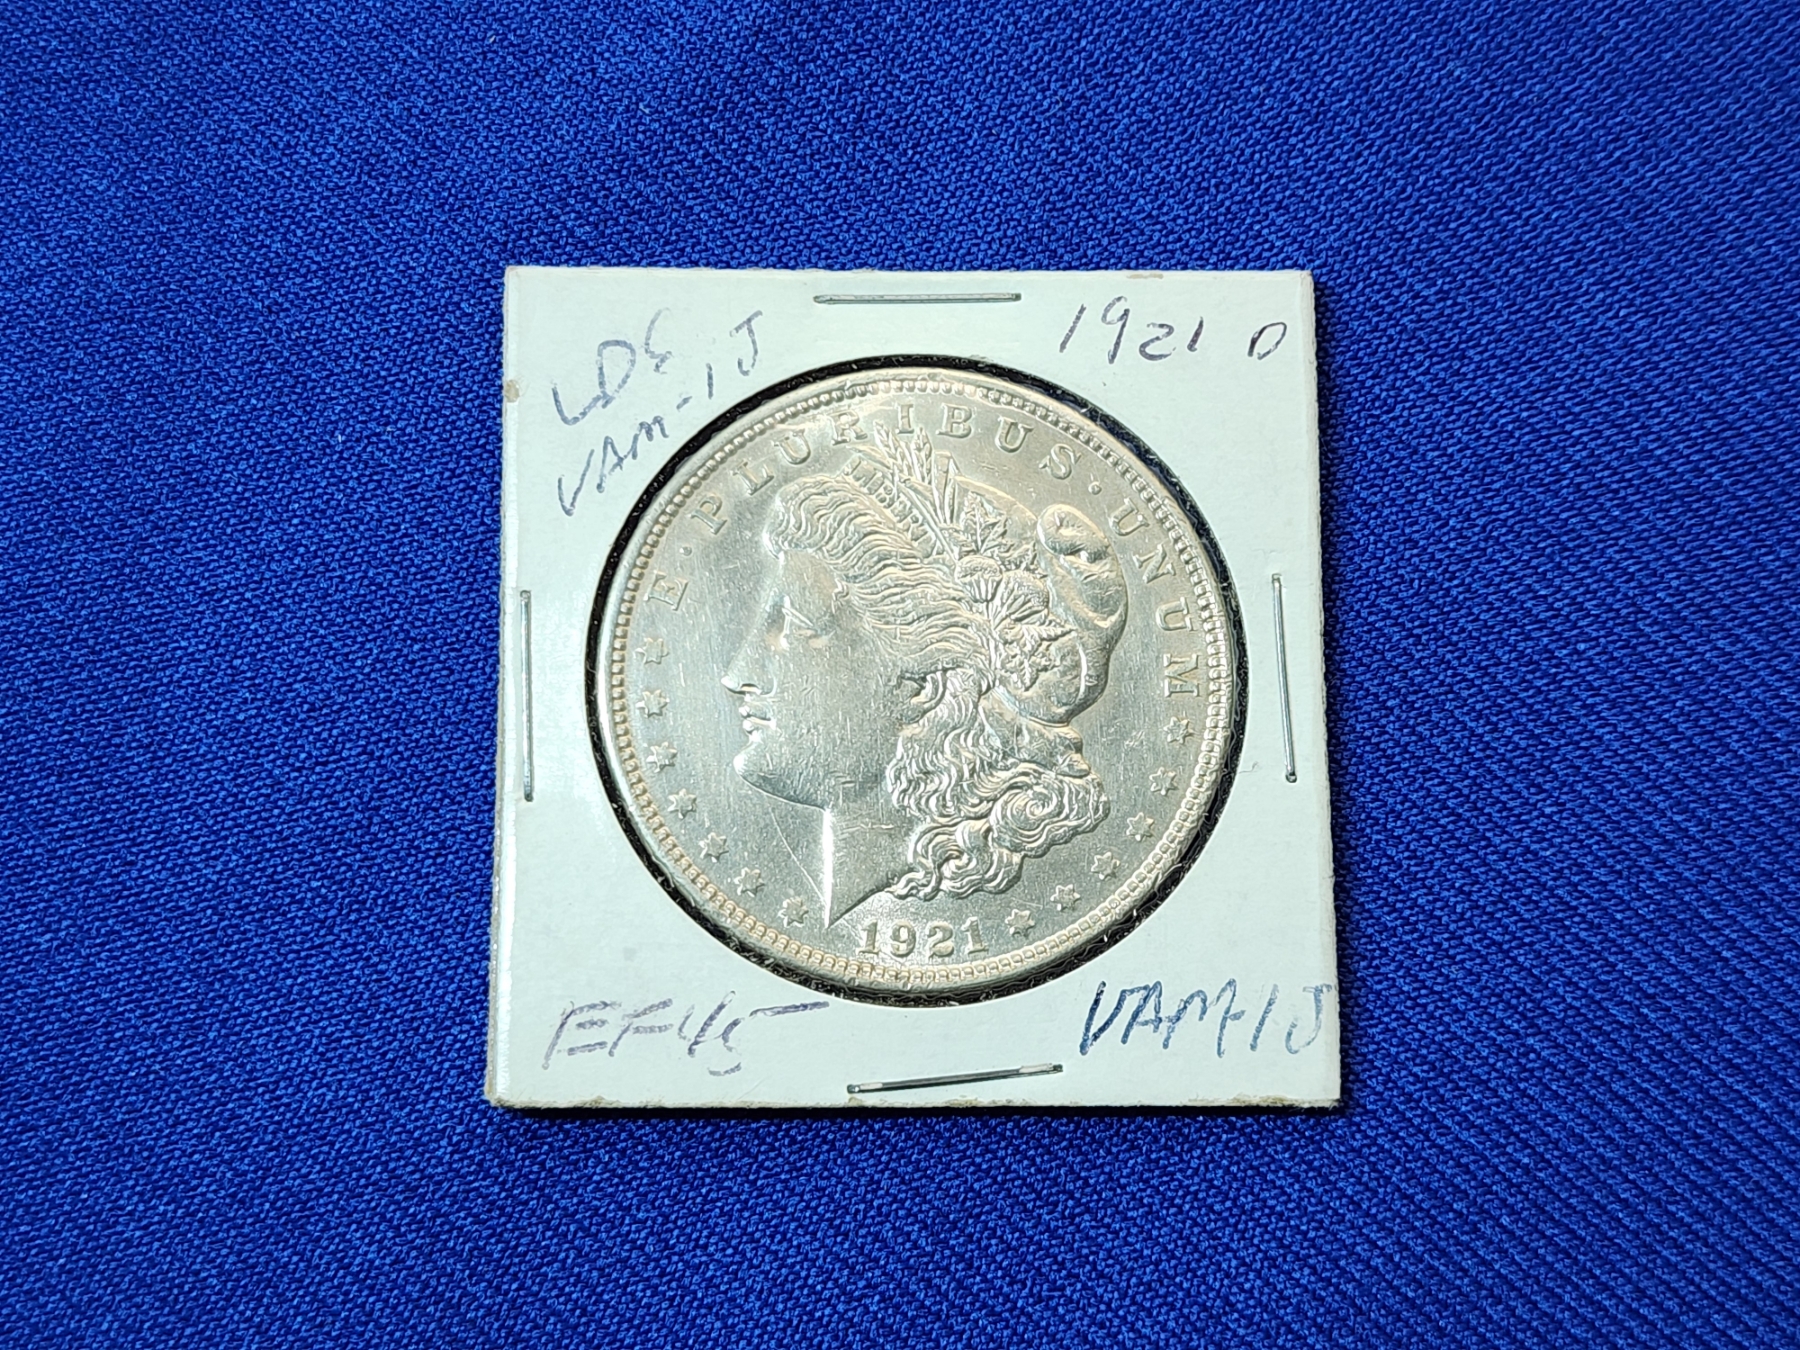 LDE
VAM-1J
1921 D
E·PLURIBUS·UNUM
LIBERTY
1921
EF45
VAM-1J